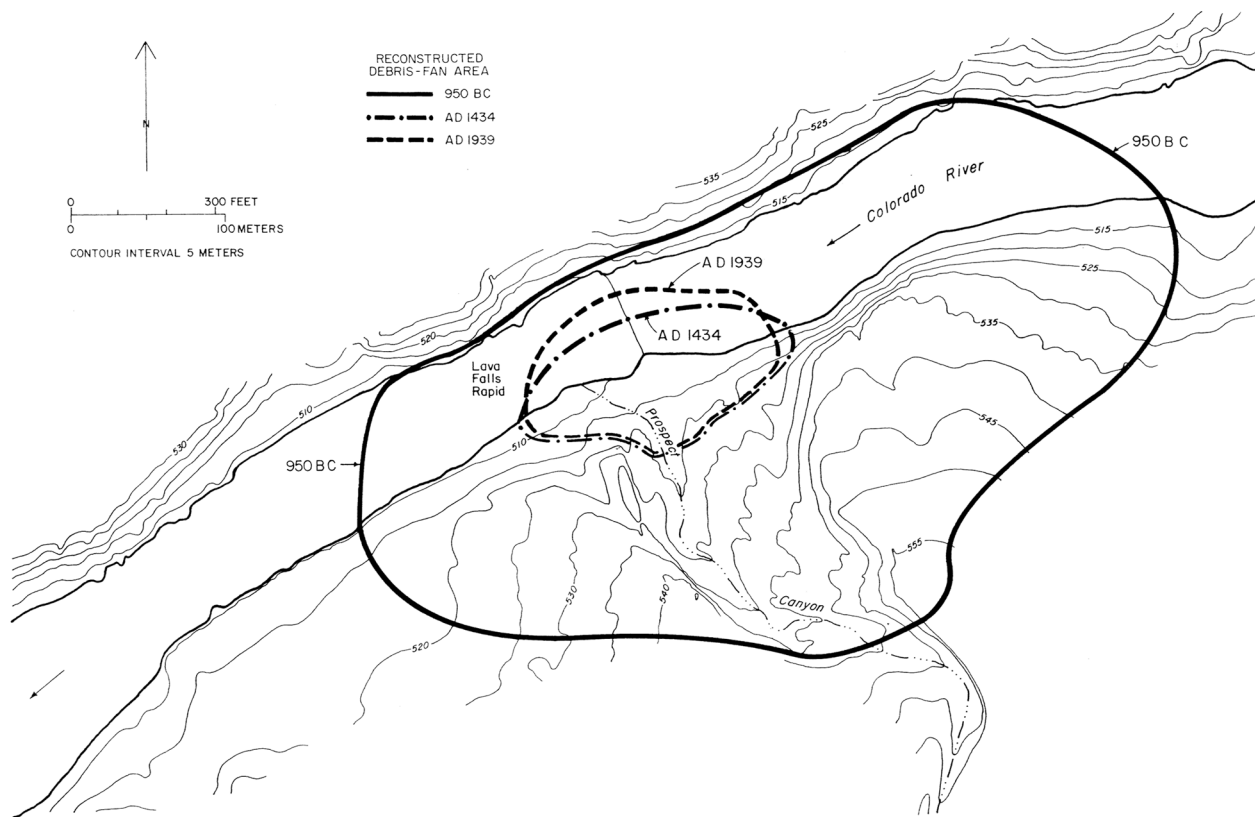 RECONSTRUCTED
DEBRIS-FAN AREA
950 BC
AD 1434
AD 1939
N
0 300 FEET
0 100 METERS
CONTOUR INTERVAL 5 METERS
535
525
515
950 BC
Colorado River
515
525
535
AD 1939
AD 1434
520
Lava
Falls
Rapid
510
530
510
Prospect
545
950 BC
555
530
540
Canyon
520